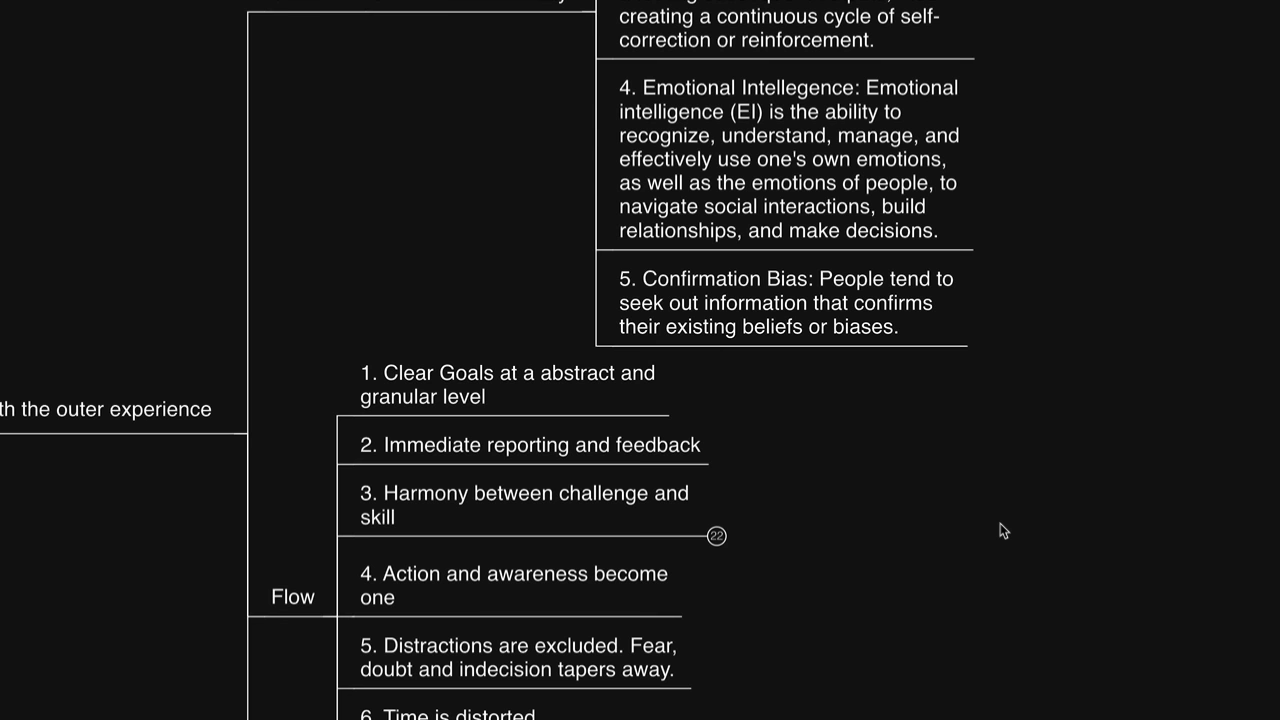 creating a continuous cycle of self-
correction or reinforcement.
4. Emotional Intellegence: Emotional
intelligence (EI) is the ability to
recognize, understand, manage, and
effectively use one's own emotions,
as well as the emotions of people, to
navigate social interactions, build
relationships, and make decisions.
5. Confirmation Bias: People tend to
seek out information that confirms
their existing beliefs or biases.
1. Clear Goals at a abstract and
granular level
th the outer experience
2. Immediate reporting and feedback
3. Harmony between challenge and
skill
22
4. Action and awareness become
one
Flow
5. Distractions are excluded. Fear,
doubt and indecision tapers away.
6. Time is distorted